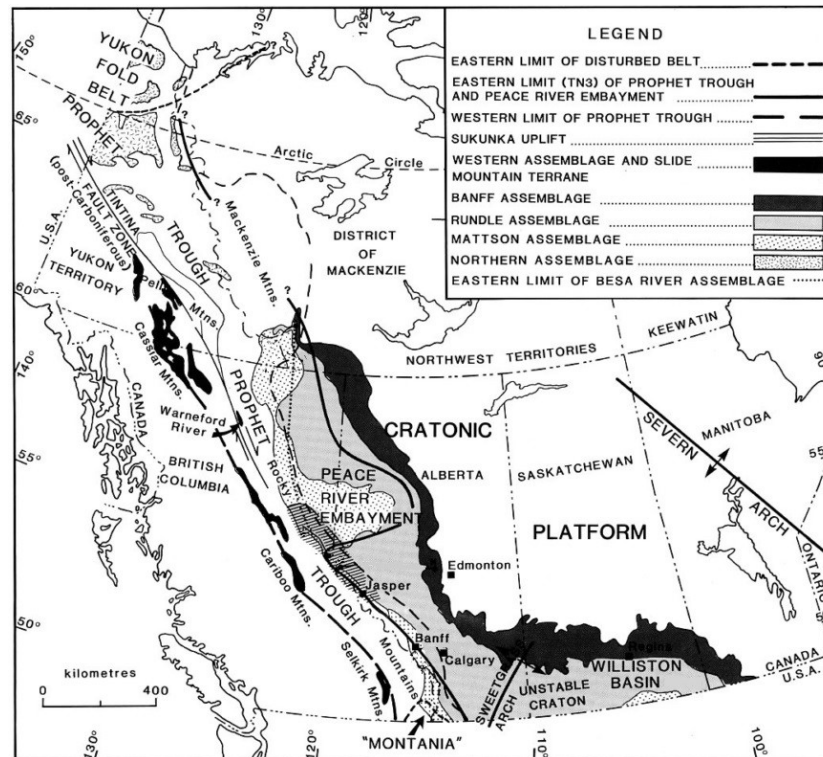 LEGEND
EASTERN LIMIT OF DISTURBED BELT
EASTERN LIMIT (TN3) OF PROPHET TROUGH
AND PEACE RIVER EMBAYMENT
WESTERN LIMIT OF PROPHET TROUGH
SUKUNKA UPLIFT
WESTERN ASSEMBLAGE AND SLIDE
MOUNTAIN TERRANE
BANFF ASSEMBLAGE
RUNDLE ASSEMBLAGE
MATTSON ASSEMBLAGE
NORTHERN ASSEMBLAGE
EASTERN LIMIT OF BESA RIVER ASSEMBLAGE
150°
130°
120°
YUKON
FOLD
BELT
PROPHET
65°
?
Arctic Circle
?
U.S.A.
TINTINA
FAULT ZONE
(post-Carboniferous)
TROUGH
Mackenzie Mtns.
DISTRICT
OF
MACKENZIE
YUKON
TERRITORY
Pelly Mtns.
?
60°
140°
Cassiar Mtns.
NORTHWEST TERRITORIES
KEEWATIN
90
CANADA
U.S.A.
PROPHET
Warneford
River
CRATONIC
SEVERN
MANITOBA
55
55°
BRITISH
COLUMBIA
Rocky
PEACE
RIVER
EMBAYMENT
ALBERTA
SASKATCHEWAN
PLATFORM
ARCH
ONTARIO
Cariboo Mtns.
TROUGH
Jasper
Edmonton
50°
5
kilometres
0 400
Selkirk Mtns.
Mountains
Banff
Calgary
SWEETGRASS
ARCH
UNSTABLE
CRATON
Regina
WILLISTON
BASIN
CANADA
U.S.A.
"MONTANIA"
130°
120°
110°
100°